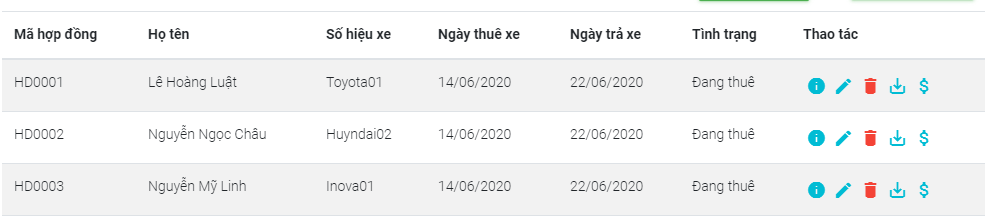 Mã hợp đồng Họ tên Số hiệu xe Ngày thuê xe Ngày trả xe Tình trạng Thao tác
HD0001 Lê Hoàng Luật Toyota01 14/06/2020 22/06/2020 Đang thuê
HD0002 Nguyễn Ngọc Châu Huyndai02 14/06/2020 22/06/2020 Đang thuê
HD0003 Nguyễn Mỹ Linh Inova01 14/06/2020 22/06/2020 Đang thuê